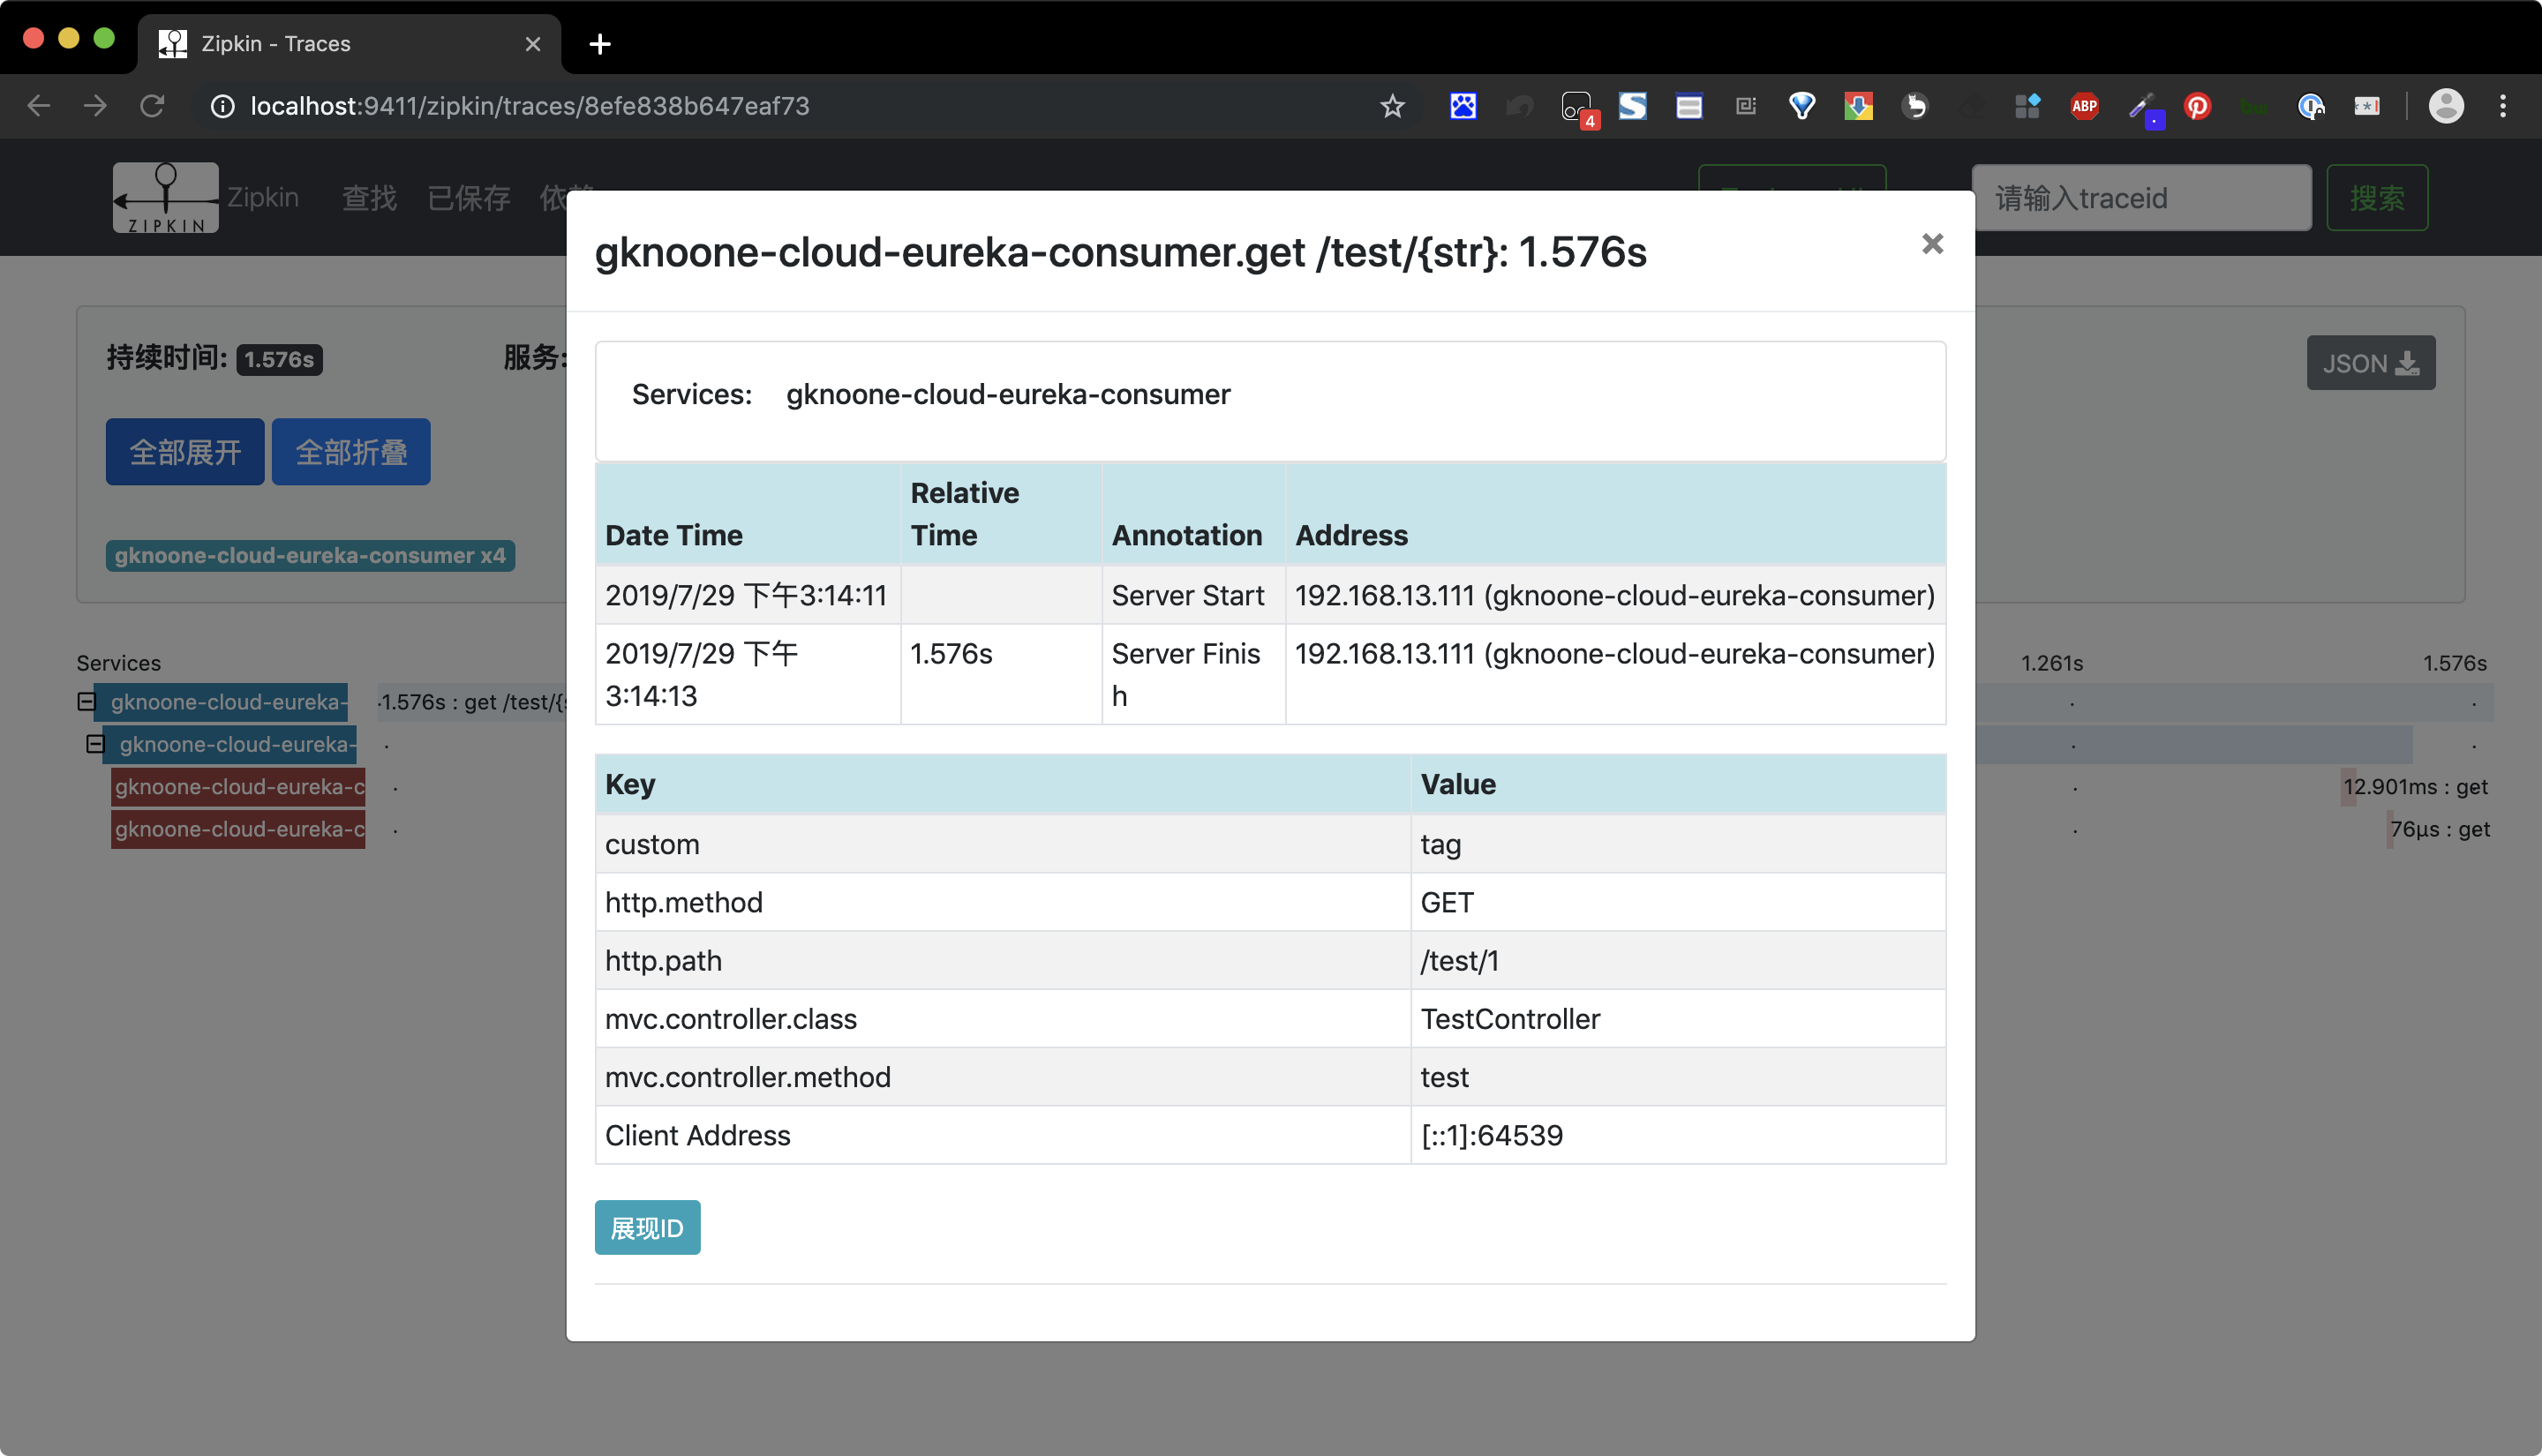 Zipkin - Traces
localhost:9411/zipkin/traces/8efe838b647eaf73
4
ABP
ZIPKIN
Zipkin 查找 已保存
请输入traceid
搜索
gknoone-cloud-eureka-consumer.get /test/{str}: 1.576s
持续时间: 1.576s
服务:
JSON
全部展开 全部折叠
gknoone-cloud-eureka-consumer x4
Services: gknoone-cloud-eureka-consumer
Date Time Relative Time Annotation Address
2019/7/29 下午3:14:11 Server Start 192.168.13.111 (gknoone-cloud-eureka-consumer)
2019/7/29 下午 1.576s Server Finis 192.168.13.111 (gknoone-cloud-eureka-consumer)
3:14:13 h
Services 1.261s 1.576s
gknoone-cloud-eureka- 1.576s : get /test/{
gknoone-cloud-eureka-
gknoone-cloud-eureka-c 12.901ms : get
gknoone-cloud-eureka-c 76μs : get
Key Value
custom tag
http.method GET
http.path /test/1
mvc.controller.class TestController
mvc.controller.method test
Client Address [::1]:64539
展现ID